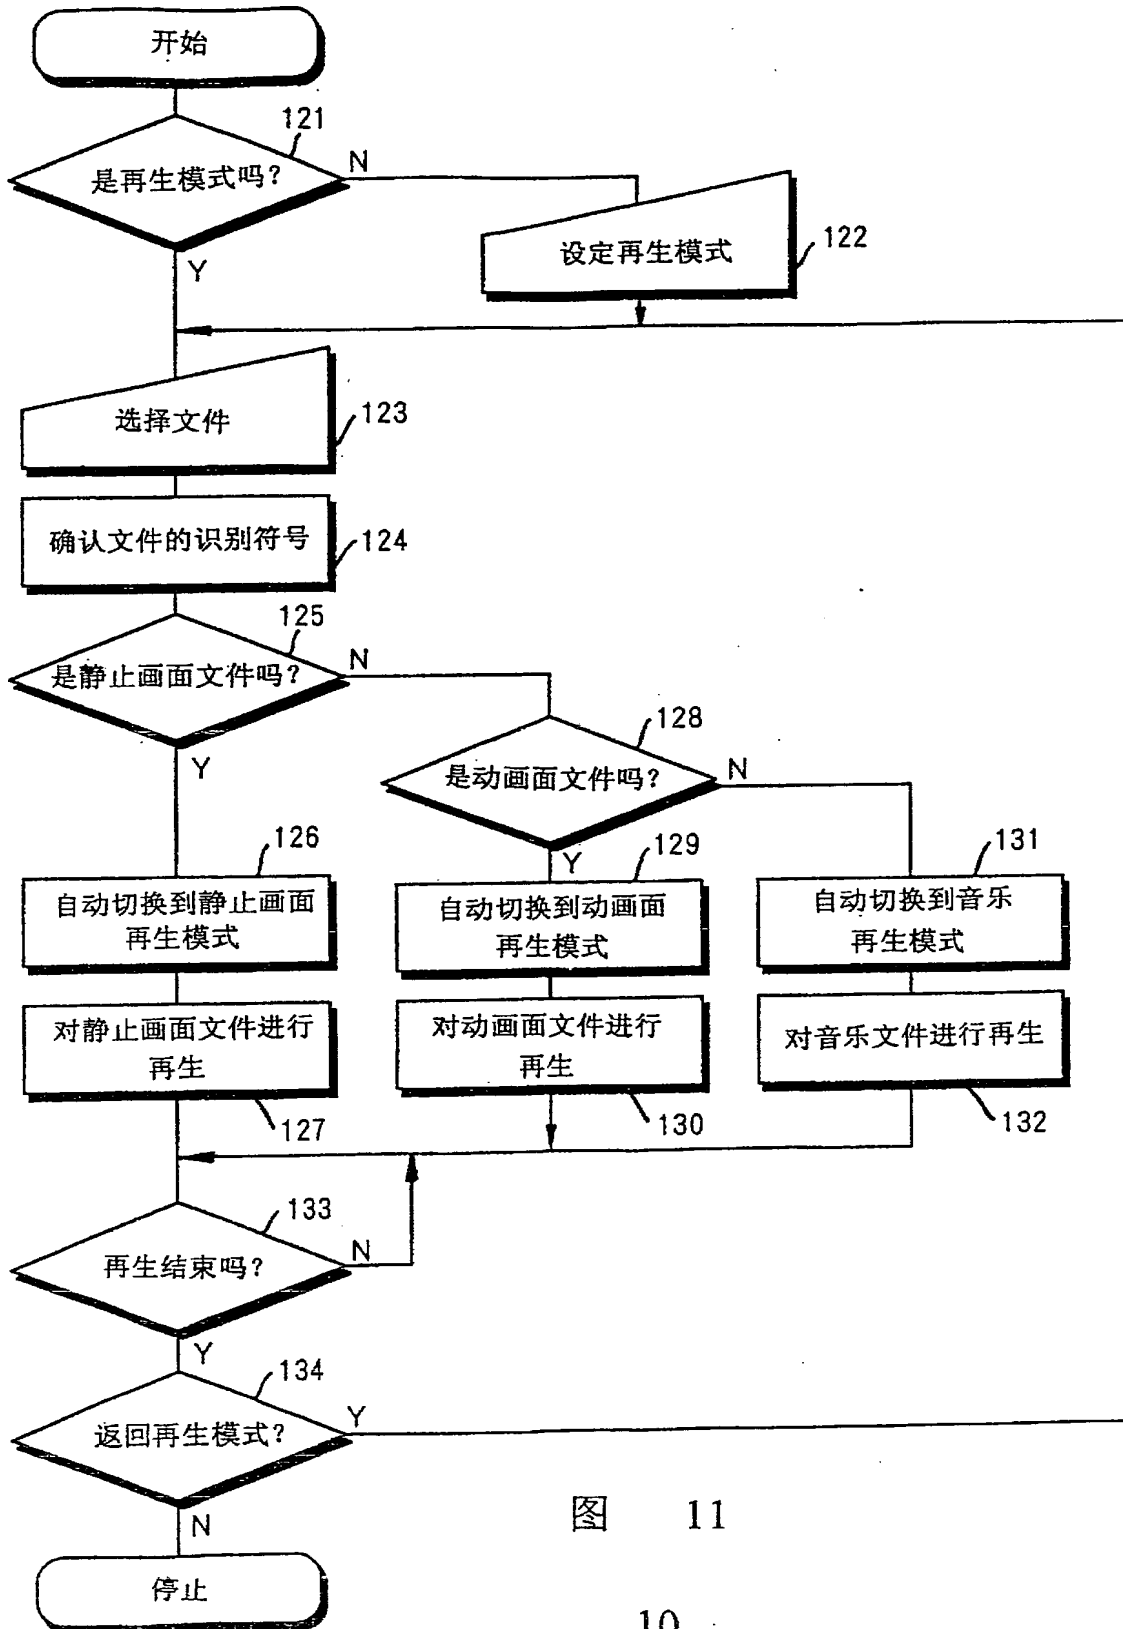 开始
121
是再生模式吗?
N
Y
设定再生模式
122
选择文件
123
确认文件的识别符号
124
125
是静止画面文件吗?
N
Y
128
是动画面文件吗?
N
Y
126
自动切换到静止画面
再生模式
129
自动切换到动画面
再生模式
131
自动切换到音乐
再生模式
对静止画面文件进行
再生
127
对动画面文件进行
再生
130
对音乐文件进行再生
132
133
再生结束吗?
N
Y
134
返回再生模式?
Y
N
停止
图 11
10